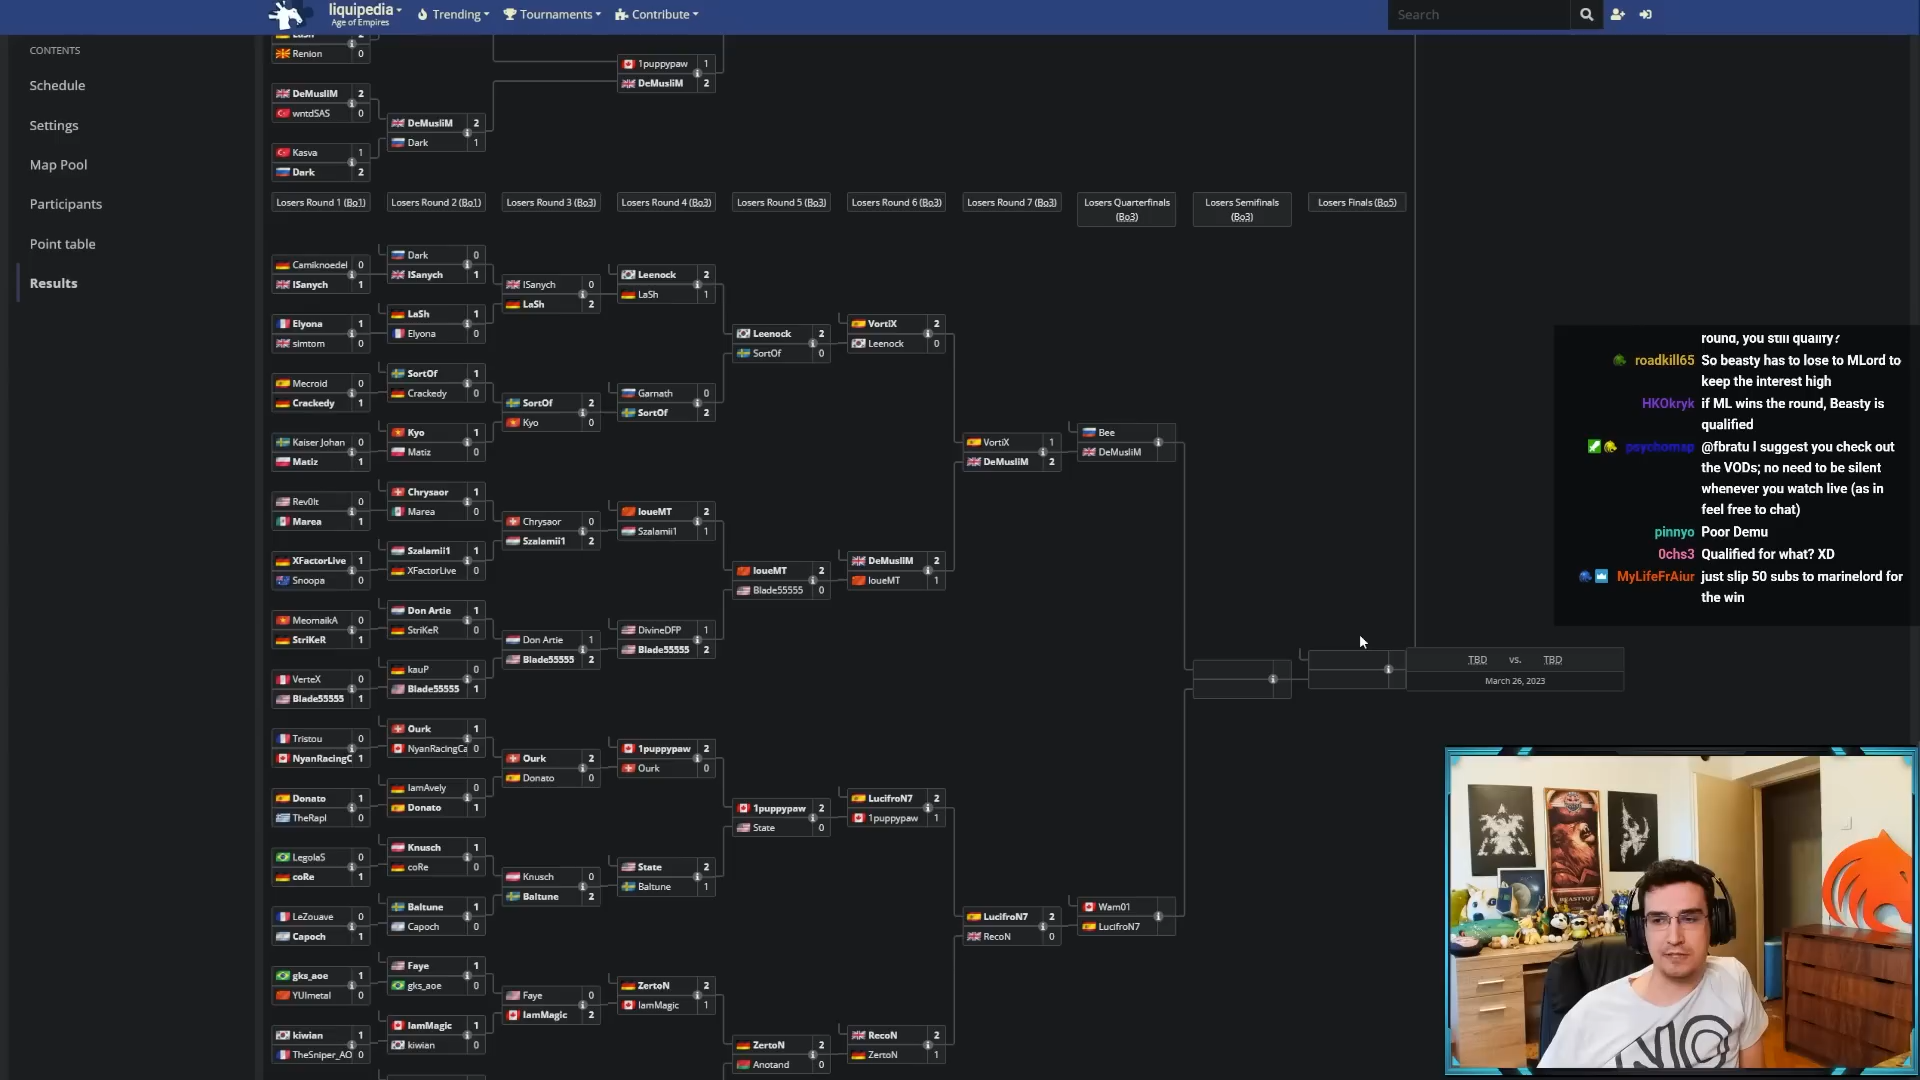 liquipedia
Age of Empires
Trending
Tournaments
Contribute
Search
CONTENTS
Schedule
Settings
Map Pool
Participants
Point table
Results
LaSh 2
Renion 0
1puppypaw 1
DeMusliM 2
DeMusliM 2
wntdSAS 0
DeMusliM 2
Dark 1
Kasva 1
Dark 2
Losers Round 1 (Bo1)
Losers Round 2 (Bo1)
Losers Round 3 (Bo3)
Losers Round 4 (Bo3)
Losers Round 5 (Bo3)
Losers Round 6 (Bo3)
Losers Round 7 (Bo3)
Losers Quarterfinals
(Bo3)
Losers Semifinals
(Bo3)
Losers Finals (Bo5)
Camiknoedel 0
ISanych 1
Elyona 1
simtom 0
Mecroid 0
Crackedy 1
Kaiser Johan 0
Matiz 1
Rev0lt 0
Marea 1
XFactorLive 1
Snoopa 0
MeomaikA 0
StriKeR 1
VerteX 0
Blade55555 1
Tristou 0
NyanRacingC 1
Donato 1
TheRapl 0
LegolaS 0
coRe 1
LeZouave 0
Capoch 1
gks_aoe 1
YUImetal 0
kiwian 1
TheSniper_AO 0
Dark 0
ISanych 1
LaSh 1
Elyona 0
SortOf 1
Crackedy 0
Kyo 1
Matiz 0
Chrysaor 1
Marea 0
Szalamii1 1
XFactorLive 0
Don Artie 1
StriKeR 0
kauP 0
Blade55555 1
Ourk 1
NyanRacingCa 0
IamAvely 0
Donato 1
Knusch 1
coRe 0
Baltune 1
Capoch 0
Faye 1
gks_aoe 0
IamMagic 1
kiwian 0
ISanych 0
LaSh 2
SortOf 2
Kyo 0
Chrysaor 0
Szalamii1 2
Don Artie 1
Blade55555 2
Ourk 2
Donato 0
Knusch 0
Baltune 2
Faye 0
IamMagic 2
Leenock 2
LaSh 1
Garnath 0
SortOf 2
loueMT 2
Szalamii1 1
DivineDFP 1
Blade55555 2
1puppypaw 2
Ourk 0
State 2
Baltune 1
ZertoN 2
IamMagic 1
Leenock 2
SortOf 0
loueMT 2
Blade55555 0
1puppypaw 2
State 0
ZertoN 2
Anotand 0
VortiX 2
Leenock 0
DeMusliM 2
loueMT 1
LucifroN7 2
1puppypaw 1
RecoN 2
ZertoN 1
VortiX 1
DeMusliM 2
LucifroN7 2
RecoN 0
Bee
DeMusliM
Wam01
LucifroN7
TBD vs. TBD
March 26, 2023
round, you still qualify?
roadkill65 So beasty has to lose to MLord to
keep the interest high
HKOkryk if ML wins the round, Beasty is
qualified
psychomap @fbratu I suggest you check out
the VODs; no need to be silent
whenever you watch live (as in
feel free to chat)
pinnyo Poor Demu
0chs3 Qualified for what? XD
MyLifeFrAiur just slip 50 subs to marinelord for
the win
BEASTYQT